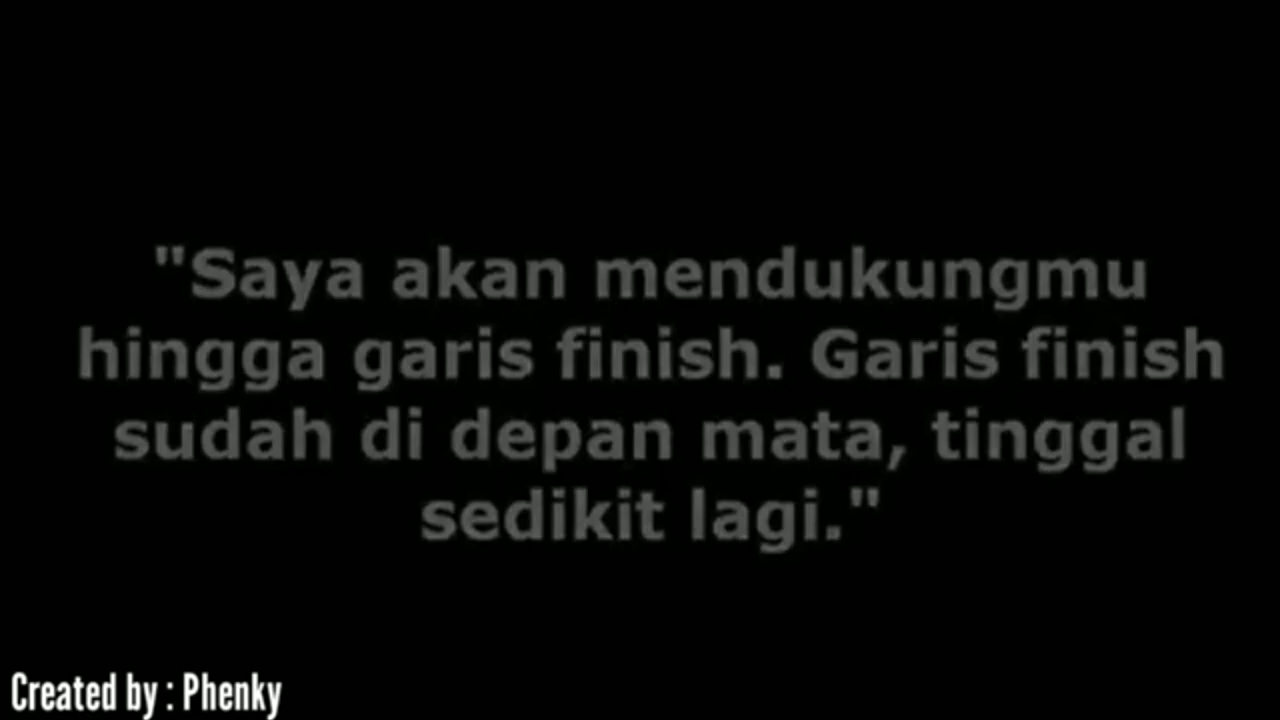 "Saya akan mendukungmu
hingga garis finish. Garis finish
sudah di depan mata, tinggal
sedikit lagi."
Created by : Phenky